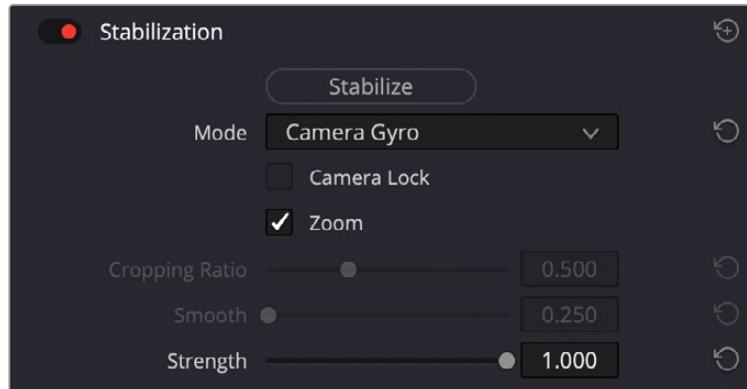 Stabilization
Stabilize
Mode Camera Gyro
Camera Lock
Zoom
Cropping Ratio 0.500
Smooth 0.250
Strength 1.000